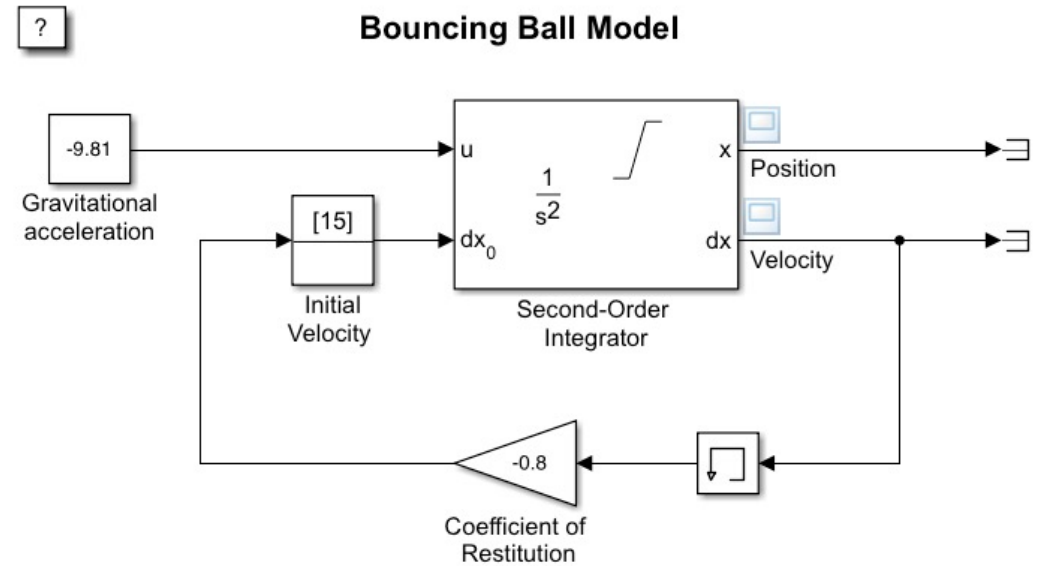 ?
Bouncing Ball Model
-9.81
Gravitational
acceleration
[15]
Initial
Velocity
u
dx0
1
s2
x
dx
Second-Order
Integrator
Position
Velocity
-0.8
Coefficient of
Restitution